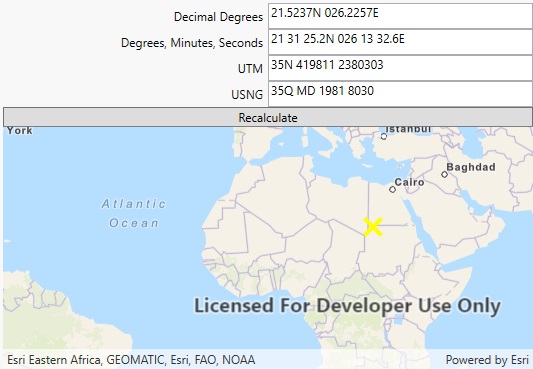 Decimal Degrees 21.5237N 026.2257E
Degrees, Minutes, Seconds 21 31 25.2N 026 13 32.6E
UTM 35N 419811 2380303
USNG 35Q MD 1981 8030
Recalculate
York
Istanbul
Baghdad
Cairo
Atlantic
Ocean
Licensed For Developer Use Only
Esri Eastern Africa, GEOMATIC, Esri, FAO, NOAA Powered by Esri